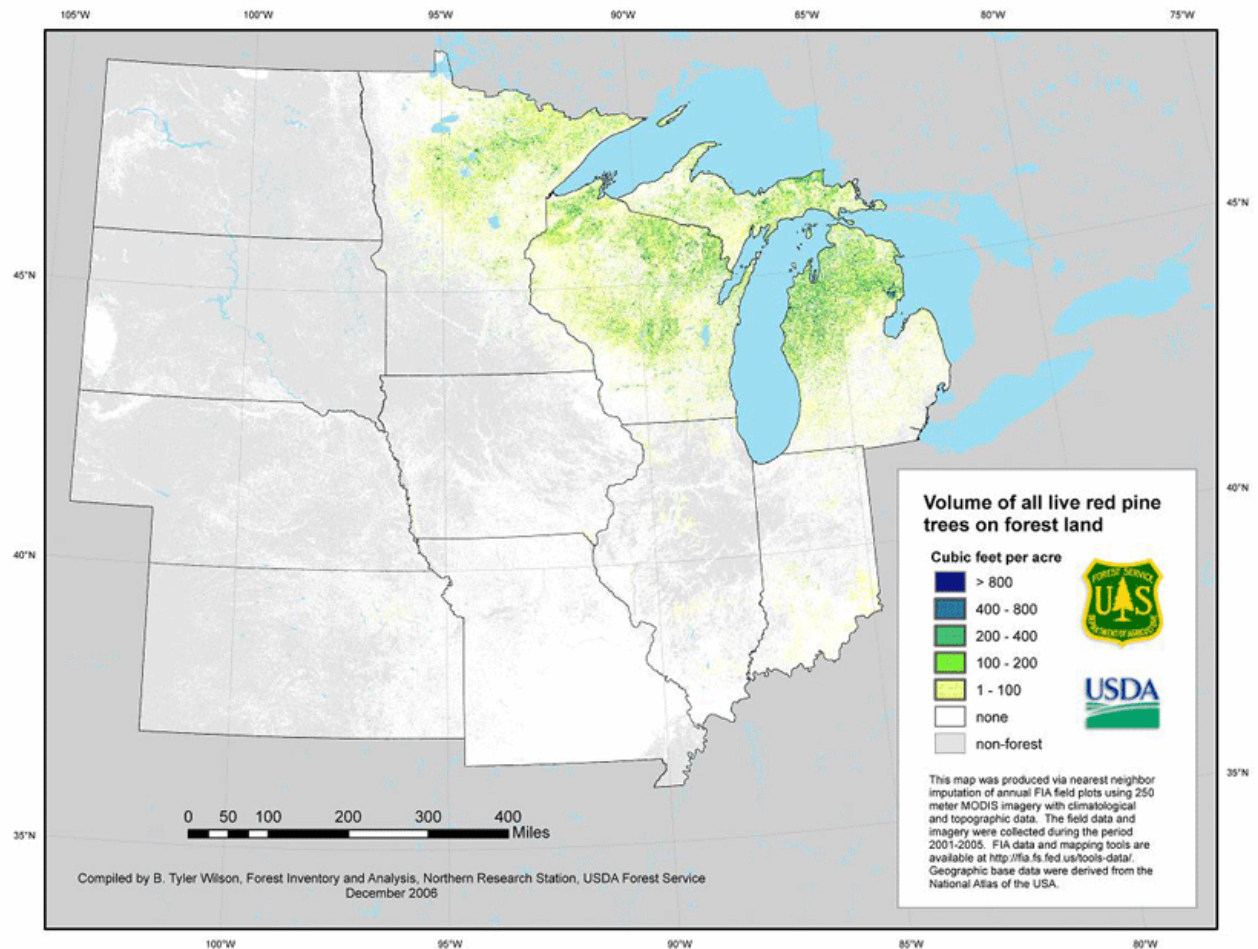 105°W 100°W 95°W 90°W 85°W 80°W 75°W
45°N
45°N
40°N
40°N
35°N
35°N
Volume of all live red pine
trees on forest land
Cubic feet per acre
> 800
400 - 800
200 - 400
100 - 200
1 - 100
none
non-forest
FOREST SERVICE
U S
DEPARTMENT OF AGRICULTURE
USDA
This map was produced via nearest neighbor
imputation of annual FIA field plots using 250
meter MODIS imagery with climatological
and topographic data. The field data and
imagery were collected during the period
2001-2005. FIA data and mapping tools are
available at http://fia.fs.fed.us/tools-data/.
Geographic base data were derived from the
National Atlas of the USA.
0 50 100 200 300 400
Miles
Compiled by B. Tyler Wilson, Forest Inventory and Analysis, Northern Research Station, USDA Forest Service
December 2006
100°W 95°W 90°W 85°W 80°W